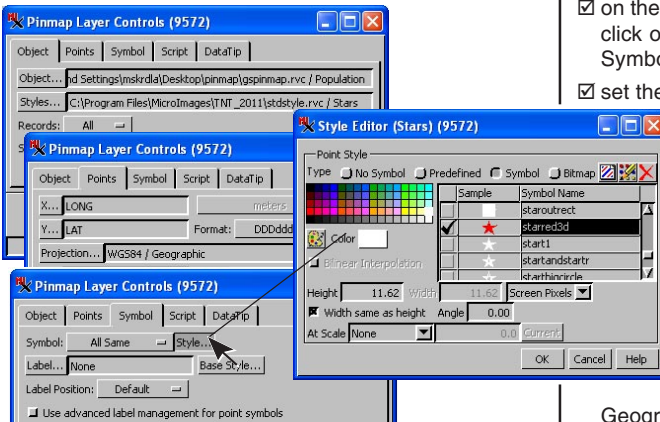 Pinmap Layer Controls (9572)
Object Points Symbol Script DataTip
Object... nd Settings\mskrdla\Desktop\pinmap\gspinmap.rvc / Population
Styles... C:\Program Files\MicroImages\TNT_2011\stdstyle.rvc / Stars
Records: All
S
Pinmap Layer Controls (9572)
Object Points Symbol Script DataTip
X... LONG meters
Y... LAT Format: DDDddd
Projection... WGS84 / Geographic
Pinmap Layer Controls (9572)
Object Points Symbol Script DataTip
Symbol: All Same Style...
Label... None Base Style...
Label Position: Default
Use advanced label management for point symbols
Style Editor (Stars) (9572)
Point Style
Type No Symbol Predefined Symbol Bitmap
Sample Symbol Name
staroutrect
starred3d
start1
startandstartr
starthincircle
Color
Bilinear Interpolation
Height 11.62 Width 11.62 Screen Pixels
Width same as height Angle 0.00
At Scale None 0.0 Current
OK Cancel Help
on the
click o
Symbo
set the
Geogr